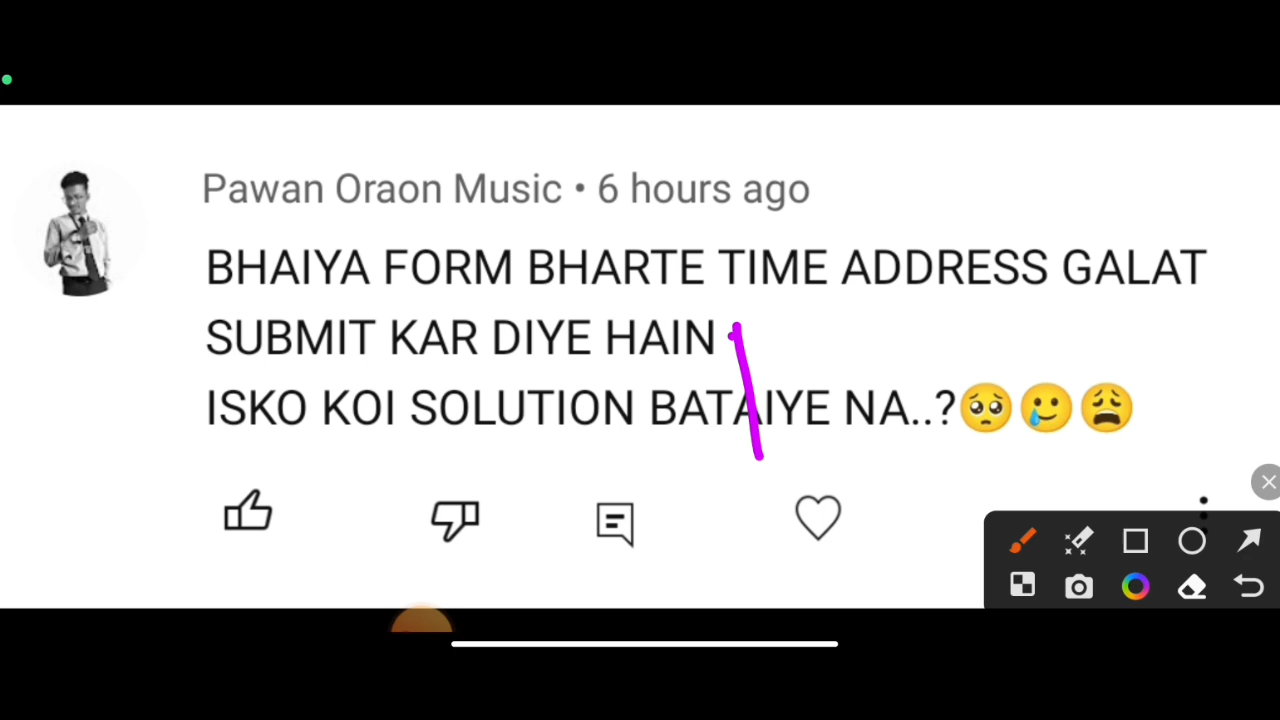 Pawan Oraon Music • 6 hours ago
BHAIYA FORM BHARTE TIME ADDRESS GALAT
SUBMIT KAR DIYE HAIN
ISKO KOI SOLUTION BATAIYE NA..?🥺🥲😩